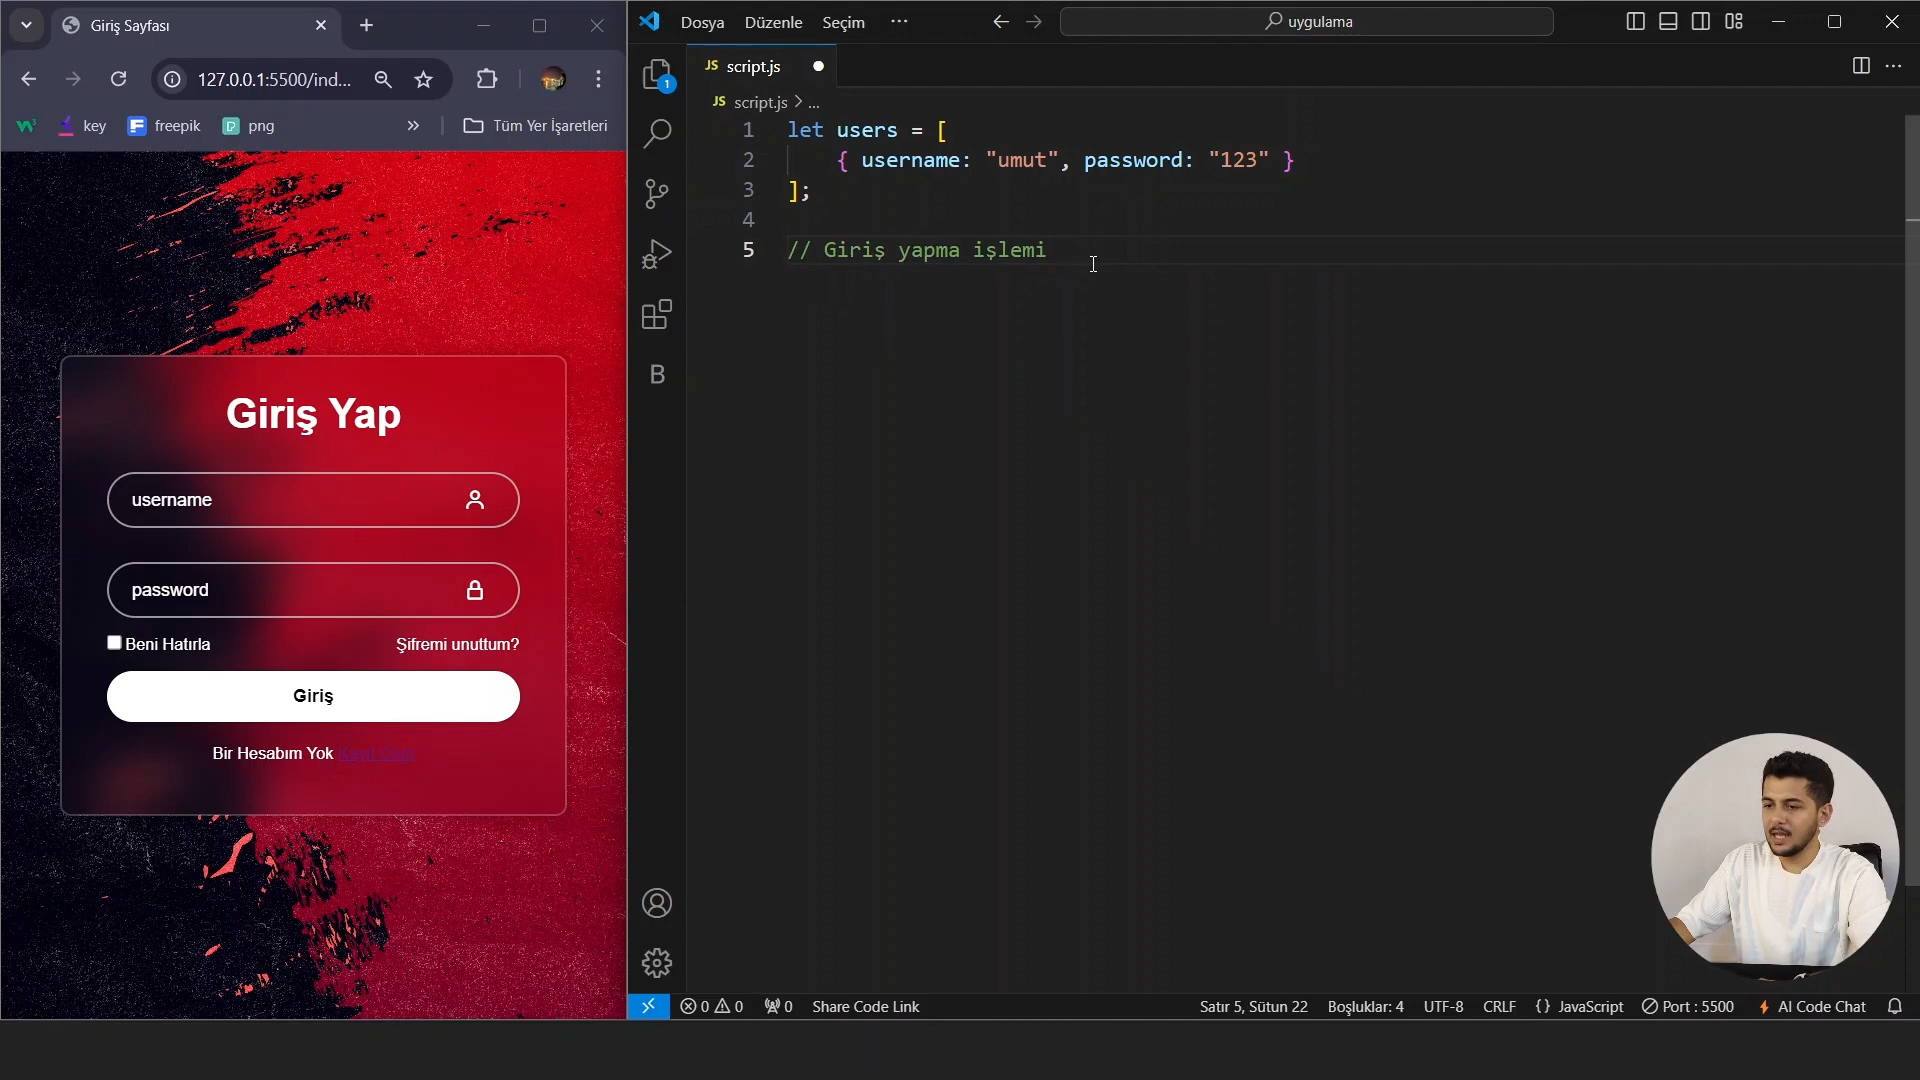 Giriş Sayfası
127.0.0.1:5500/ind...
key
freepik
png
Tüm Yer İşaretleri
Giriş Yap
username
password
Beni Hatırla
Şifremi unuttum?
Giriş
Bir Hesabım Yok
Dosya
Düzenle
Seçim
...
uygulama
JS script.js
1
JS script.js > ...
1 let users = [
2 { username: "umut", password: "123" }
3 ];
4
5 // Giriş yapma işlemi
B
0 0
0
Share Code Link
Satır 5, Sütun 22
Boşluklar: 4
UTF-8
CRLF
{} JavaScript
Port : 5500
AI Code Chat